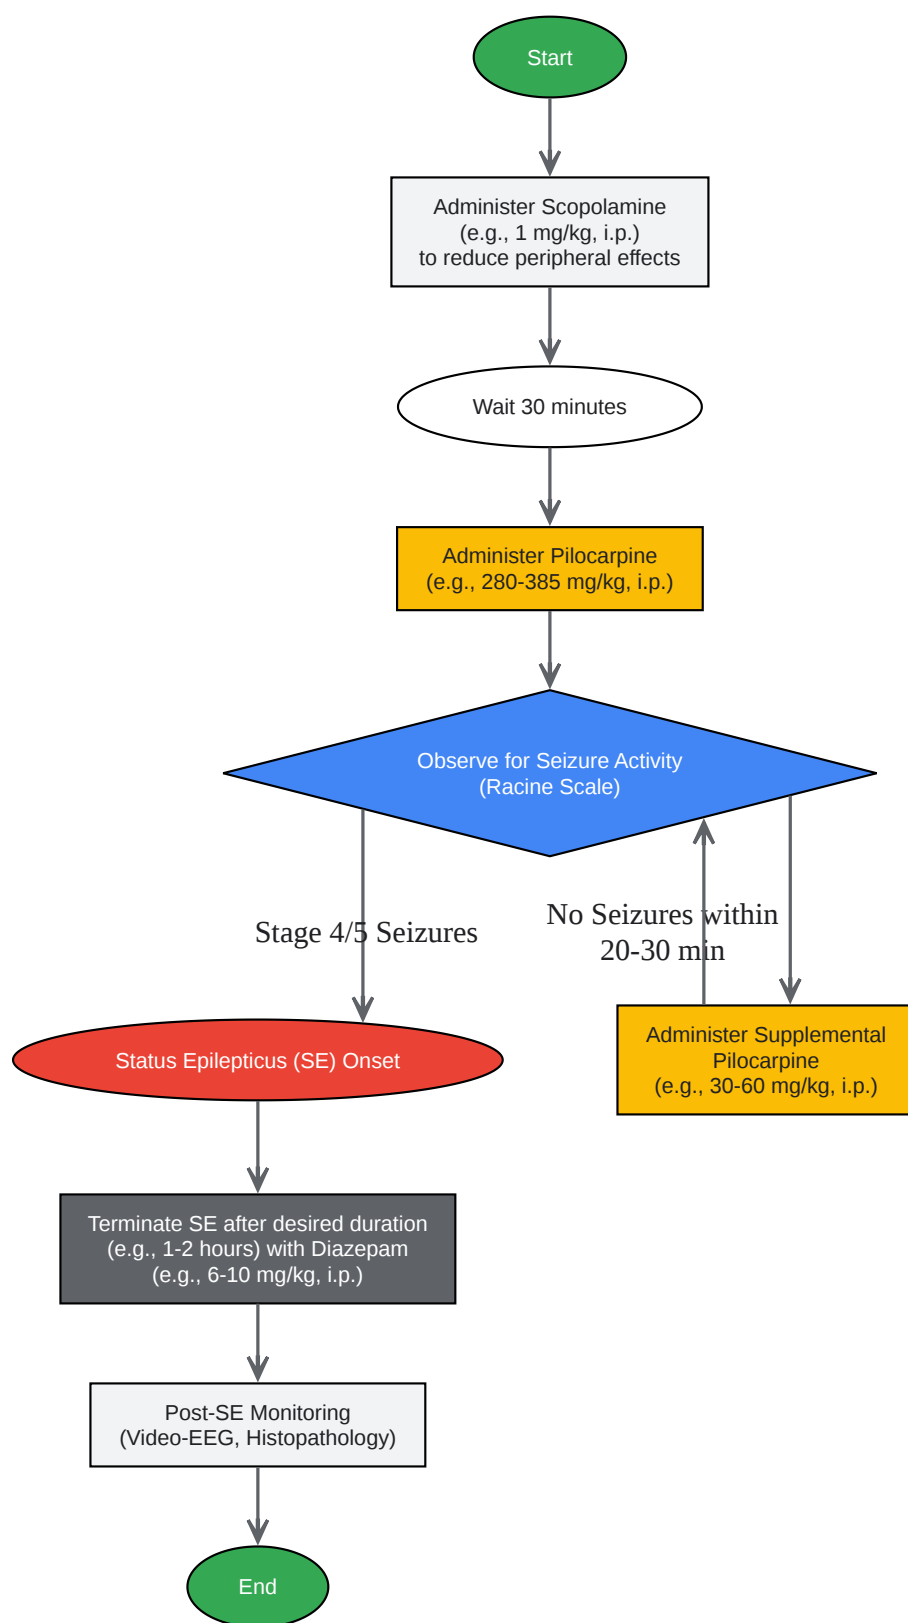 Start
Administer Scopolamine
(e.g., 1 mg/kg, i.p.)
to reduce peripheral effects
Wait 30 minutes
Administer Pilocarpine
(e.g., 280-385 mg/kg, i.p.)
Observe for Seizure Activity
(Racine Scale)
Stage 4/5 Seizures
No Seizures within
20-30 min
Administer Supplemental
Pilocarpine
(e.g., 30-60 mg/kg, i.p.)
Status Epilepticus (SE) Onset
Terminate SE after desired duration
(e.g., 1-2 hours) with Diazepam
(e.g., 6-10 mg/kg, i.p.)
Post-SE Monitoring
(Video-EEG, Histopathology)
End